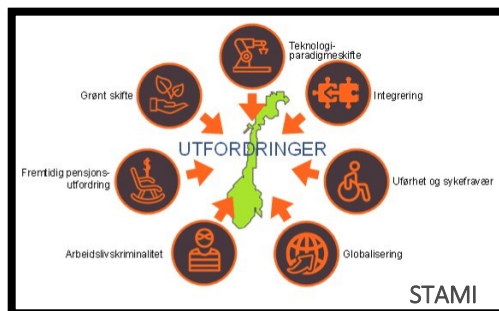 Teknologi-
paradigmeskifte
Grønt skifte
Integrering
UTFORDRINGER
Fremtidig pensjons-
utfordring
Uførhet og sykefravær
Arbeidslivskriminalitet
Globalisering
STAMI